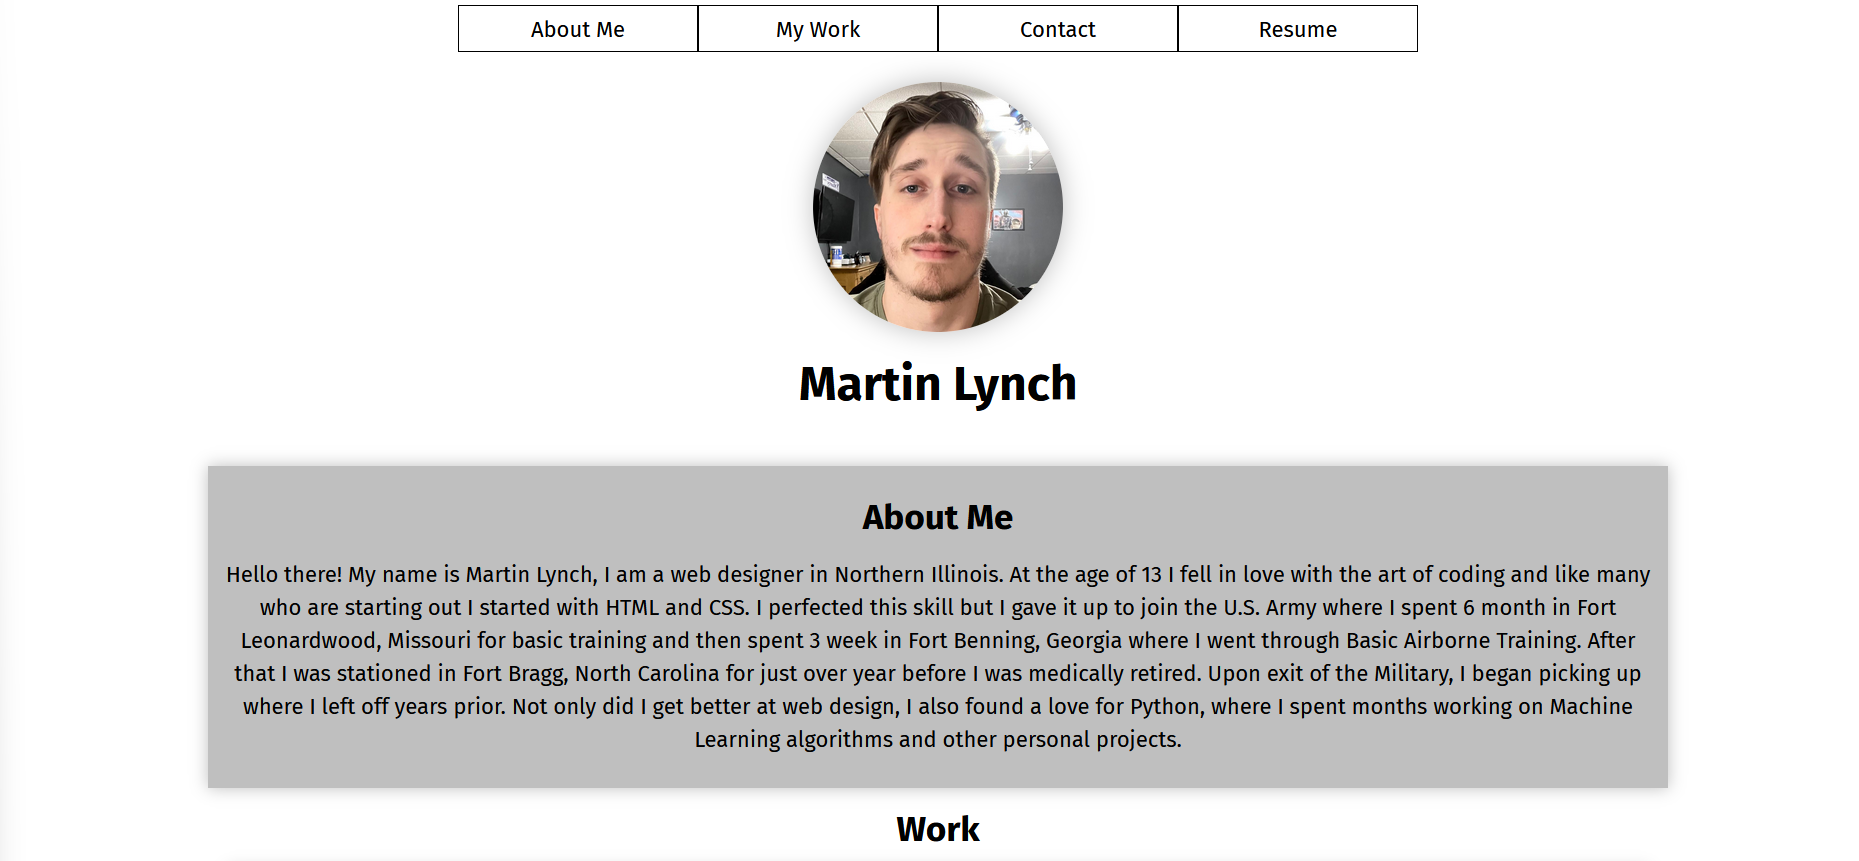 About Me
My Work
Contact
Resume
Martin Lynch
About Me
Hello there! My name is Martin Lynch, I am a web designer in Northern Illinois. At the age of 13 I fell in love with the art of coding and like many
who are starting out I started with HTML and CSS. I perfected this skill but I gave it up to join the U.S. Army where I spent 6 month in Fort
Leonardwood, Missouri for basic training and then spent 3 week in Fort Benning, Georgia where I went through Basic Airborne Training. After
that I was stationed in Fort Bragg, North Carolina for just over year before I was medically retired. Upon exit of the Military, I began picking up
where I left off years prior. Not only did I get better at web design, I also found a love for Python, where I spent months working on Machine
Learning algorithms and other personal projects.
Work